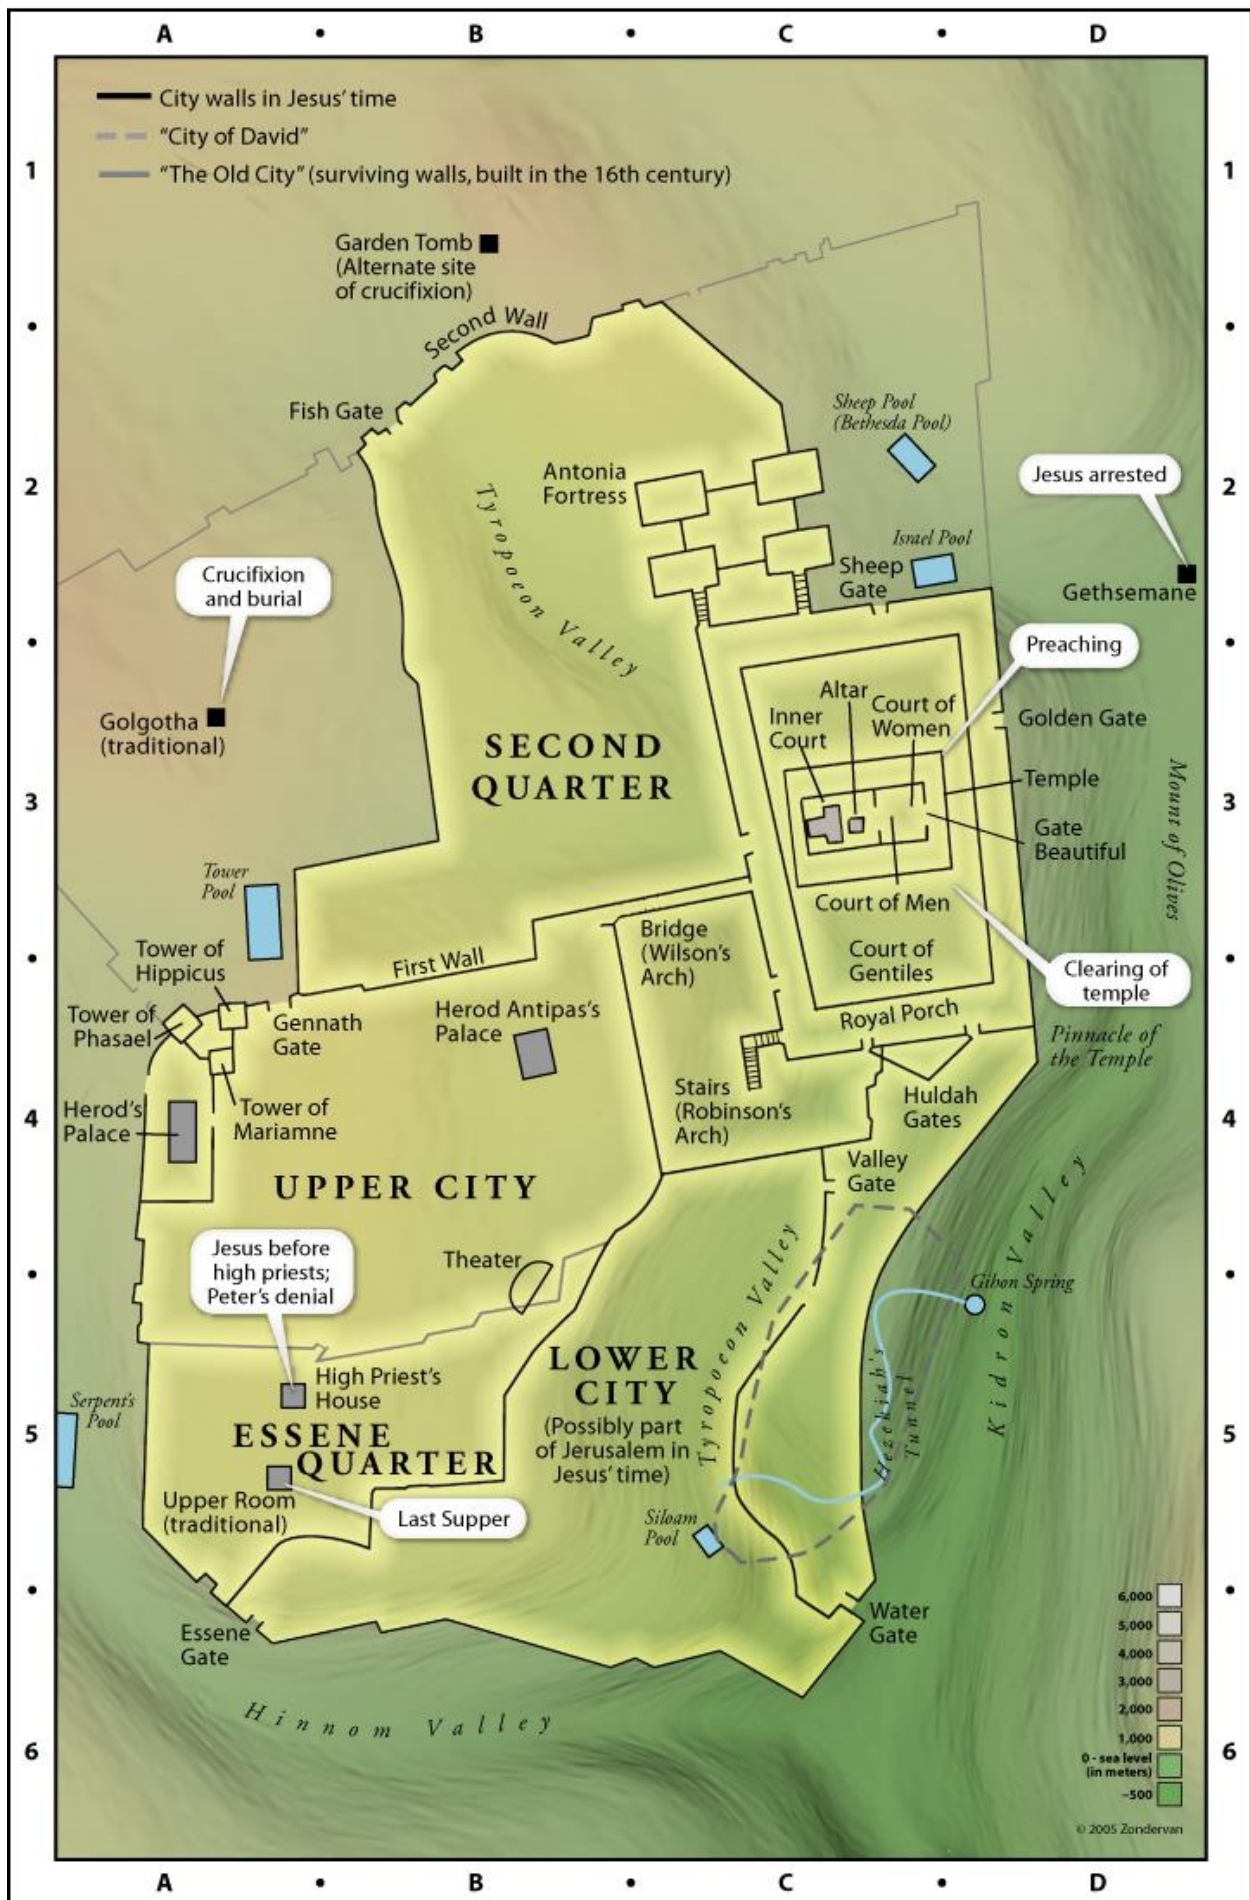 A • B • C • D
City walls in Jesus' time
"City of David"
1
1
"The Old City" (surviving walls, built in the 16th century)
Garden Tomb
(Alternate site
of crucifixion)
•
•
Second Wall
Fish Gate
Sheep Pool
(Bethesda Pool)
2
2
Antonia
Fortress
Jesus arrested
Tyropoeon Valley
Israel Pool
Sheep
Gate
Crucifixion
and burial
Gethsemane
•
•
Preaching
Altar
Court of
Women
Inner
Court
Golgotha
(traditional)
Golden Gate
SECOND
QUARTER
Temple
Mount of Olives
3
3
Gate
Beautiful
Tower
Pool
Court of Men
Bridge
(Wilson's
Arch)
Court of
Gentiles
Tower of
Hippicus
First Wall
•
•
Clearing of
temple
Tower of
Phasael
Gennath
Gate
Herod Antipas's
Palace
Royal Porch
Pinnacle of
the Temple
Stairs
(Robinson's
Arch)
Huldah
Gates
Herod's
Palace
Tower of
Mariamne
4
4
Valley
Gate
UPPER CITY
Jesus before
high priests;
Peter's denial
Theater
Tyropoeon Valley
Kidron Valley
Gihon Spring
•
•
LOWER
CITY
(Possibly part
of Jerusalem in
Jesus' time)
High Priest's
House
Hezekiah's
Tunnel
Serpent's
Pool
5
5
ESSENE
QUARTER
Upper Room
(traditional)
Last Supper
Siloam
Pool
•
•
Water
Gate
Essene
Gate
Hinnom Valley
6
6
6,000
5,000
4,000
3,000
2,000
1,000
0 - sea level
(in meters)
-500
© 2005 Zondervan
A • B • C • D